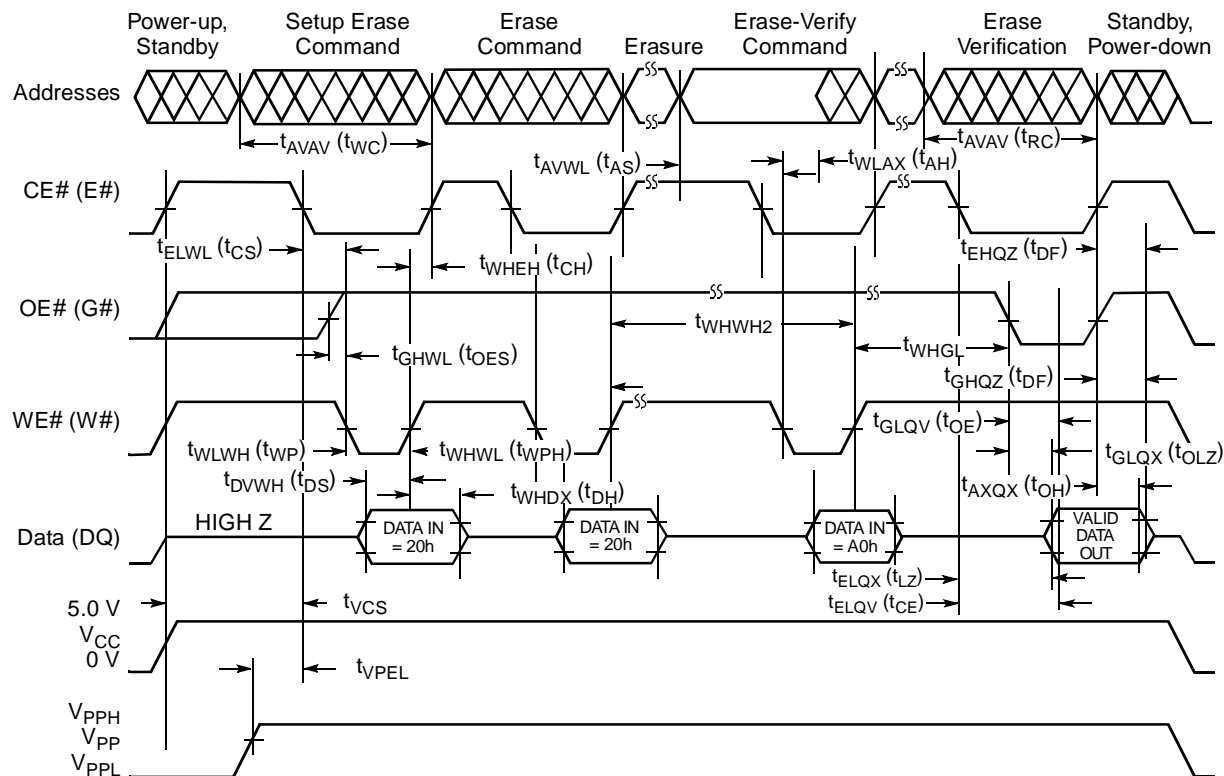 Power-up, Standby
Setup Erase Command
Erase Command
Erasure
Erase-Verify Command
Erase Verification
Standby, Power-down
Addresses
tAVAV (tWC)
tAVWL (tAS)
tWLAX (tAH)
tAVAV (tRC)
CE# (E#)
tELWL (tCS)
tWHEH (tCH)
tEHQZ (tDF)
OE# (G#)
tWHWH2
tWHGL
tGHWL (tOES)
tGHQZ (tDF)
WE# (W#)
tGLQV (tOE)
tWLWH (tWP)
tWHWL (tWPH)
tGLQX (tOLZ)
tDVWH (tDS)
tWHDX (tDH)
tAXQX (tOH)
Data (DQ)
HIGH Z
DATA IN
= 20h
DATA IN
= 20h
DATA IN
= A0h
VALID
DATA
OUT
tELQX (tLZ)
tELQV (tCE)
5.0 V
VCC
0 V
tVCS
tVPEL
VPPH
VPP
VPPL